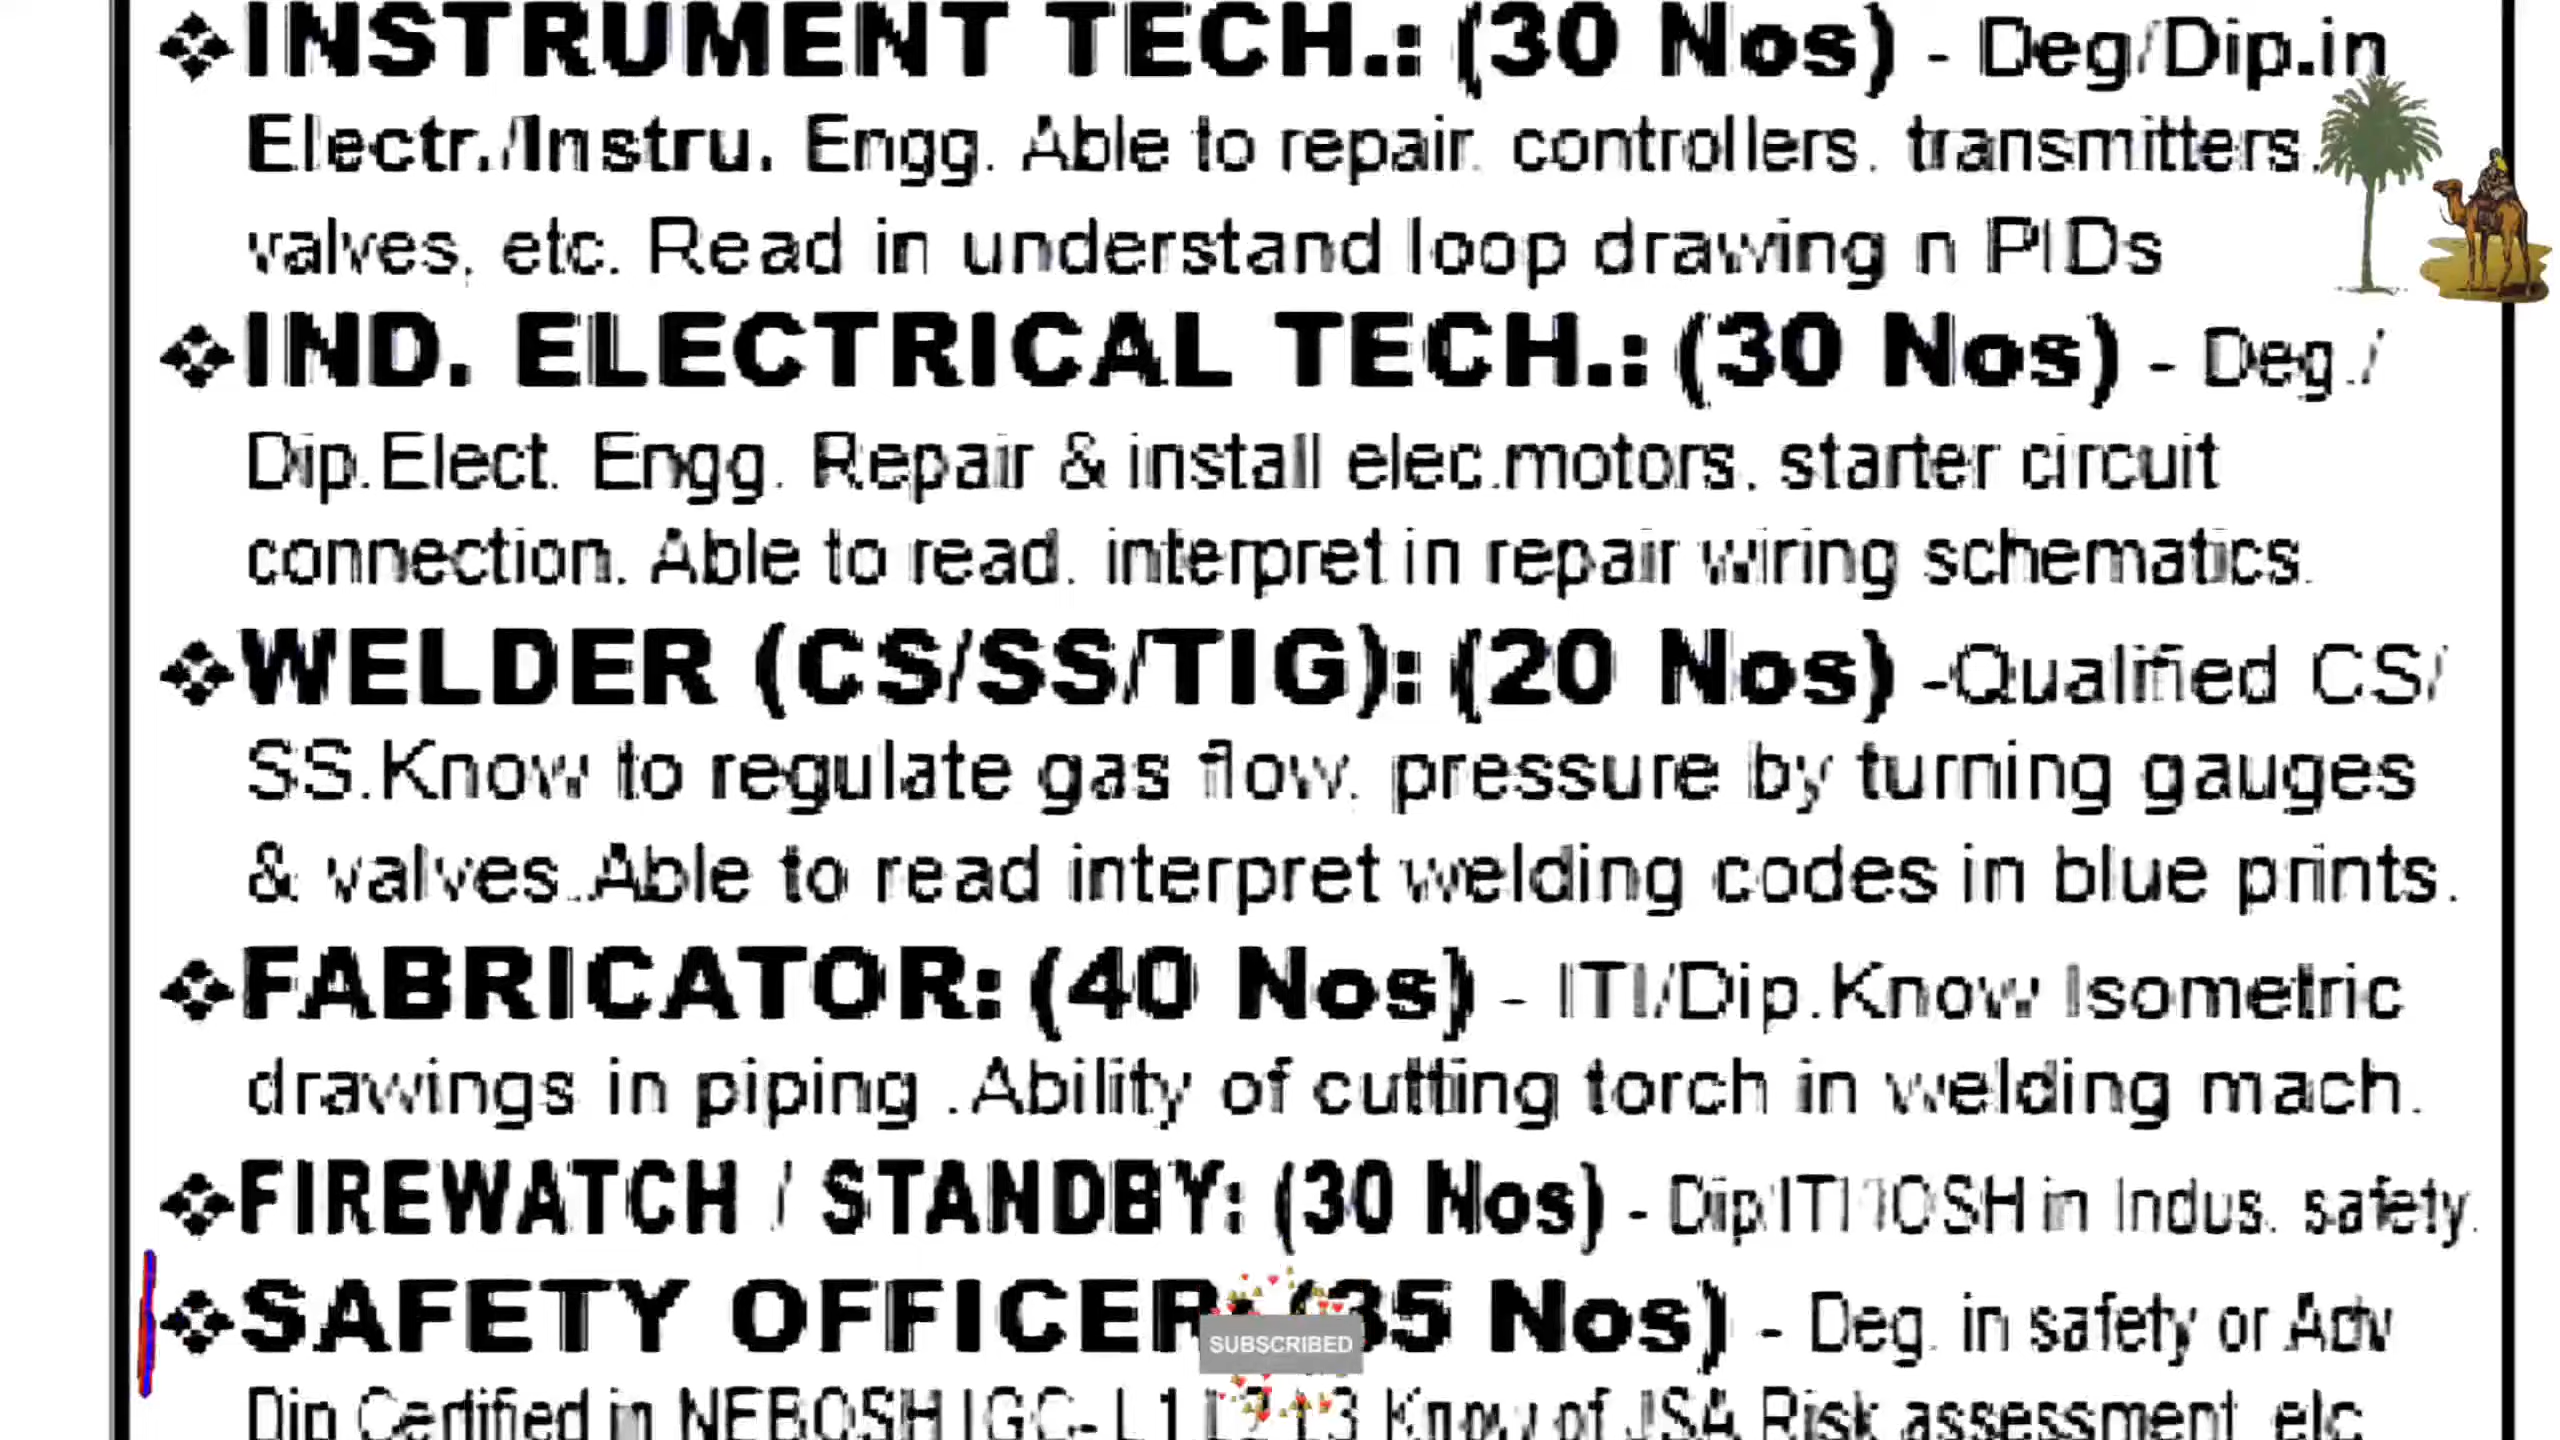 ❖INSTRUMENT TECH.: (30 Nos) - Deg/Dip.in
Electr./Instru. Engg. Able to repair, controllers, transmitters,
valves, etc. Read in understand loop drawing n PIDs
❖IND. ELECTRICAL TECH.: (30 Nos) - Deg./
Dip.Elect. Engg. Repair & install elec.motors, starter circuit
connection. Able to read, interpret in repair wiring schematics.
❖WELDER (CS/SS/TIG): (20 Nos) -Qualified CS/
SS.Know to regulate gas flow, pressure by turning gauges
& valves..Able to read interpret welding codes in blue prints.
❖FABRICATOR: (40 Nos) - ITI/Dip.Know Isometric
drawings in piping .Ability of cutting torch in welding mach.
❖FIREWATCH / STANDBY: (30 Nos) - Dip/ITI/IOSH in Indus. safety.
❖SAFETY OFFICER: (35 Nos) - Deg. in safety or Adv
SUBSCRIBED
Dip Certified in NEBOSH IGC- L1,L2 L3 Know of JSA Risk assessment, etc